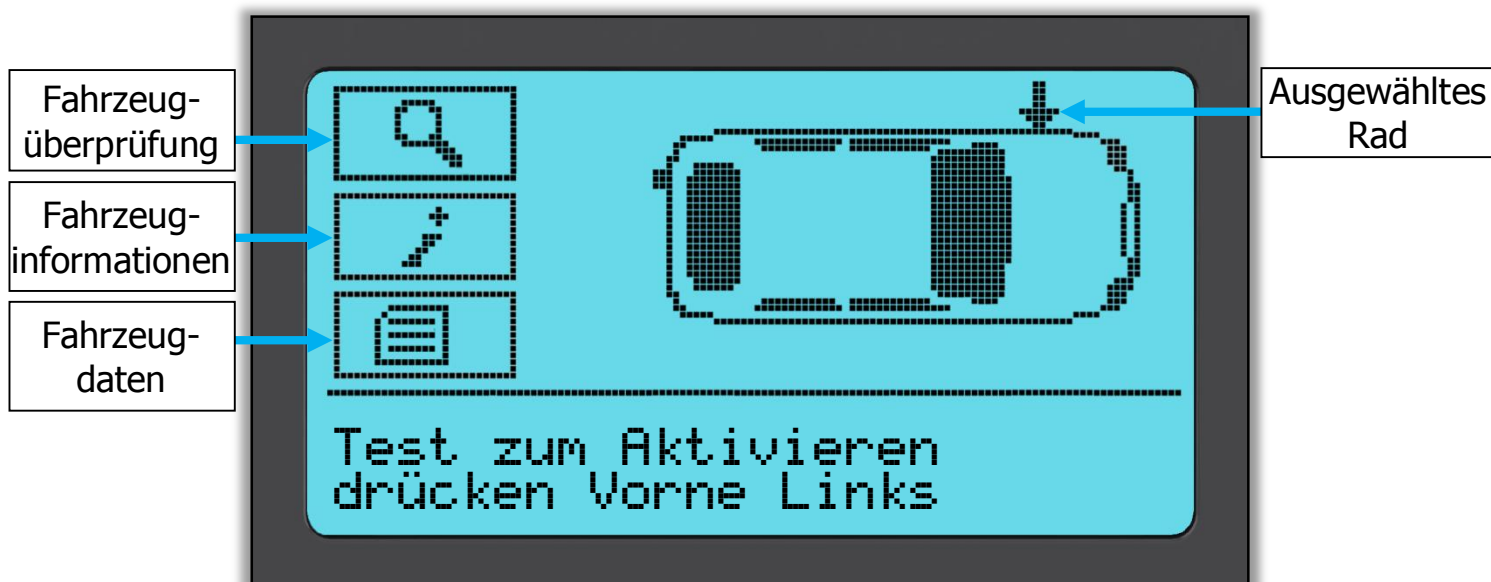 Fahrzeug-
überprüfung
Fahrzeug-
informationen
Fahrzeug-
daten
Ausgewähltes
Rad
Test zum Aktivieren
drücken Vorne Links